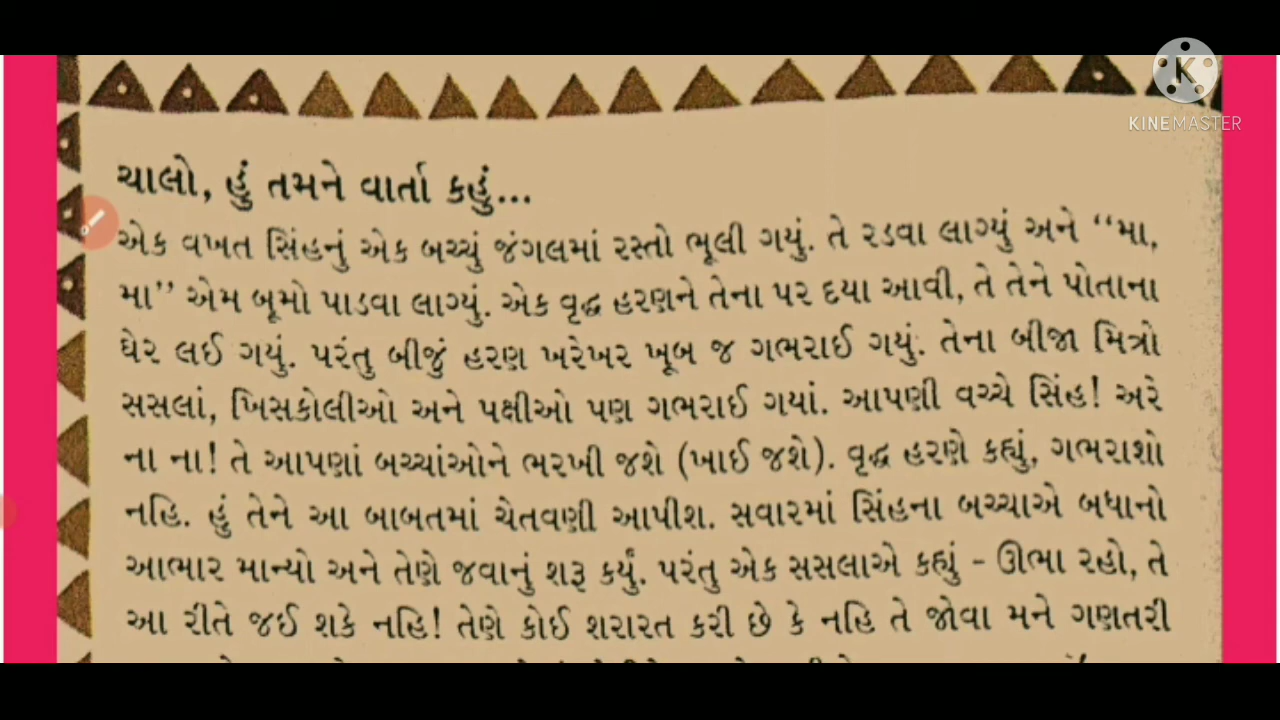 KINEMASTER
ચાલો, હું તમને વાર્તા કહું...
એક વખત સિંહનું એક બચ્ચું જંગલમાં રસ્તો ભૂલી ગયું. તે રડવા લાગ્યું અને “મા,
મા” એમ બૂમો પાડવા લાગ્યું. એક વૃદ્ધ હરણને તેના પર દયા આવી, તે તેને પોતાના
ઘેર લઈ ગયું. પરંતુ બીજું હરણ ખરેખર ખૂબ જ ગભરાઈ ગયું. તેના બીજા મિત્રો
સસલાં, ખિસકોલીઓ અને પક્ષીઓ પણ ગભરાઈ ગયાં. આપણી વચ્ચે સિંહ! અરે
ના ના! તે આપણાં બચ્ચાંઓને ભરખી જશે (ખાઈ જશે). વૃદ્ધ હરણે કહ્યું, ગભરાશો
નહિ. હું તેને આ બાબતમાં ચેતવણી આપીશ. સવારમાં સિંહના બચ્ચાએ બધાનો
આભાર માન્યો અને તેણે જવાનું શરૂ કર્યું. પરંતુ એક સસલાએ કહ્યું - ઊભા રહો, તે
આ રીતે જઈ શકે નહિ! તેણે કોઈ શરારત કરી છે કે નહિ તે જોવા મને ગણતરી